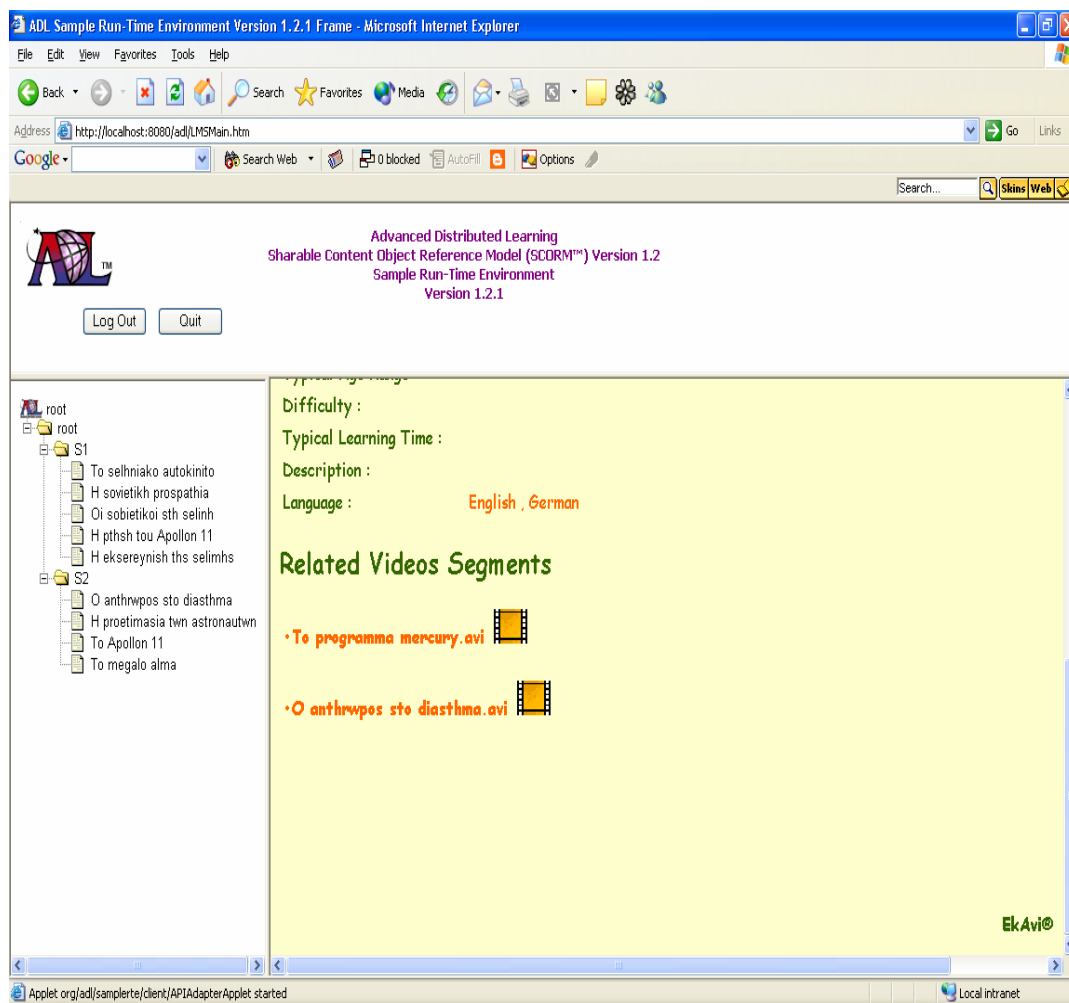 ADL Sample Run-Time Environment Version 1.2.1 Frame - Microsoft Internet Explorer
File Edit View Favorites Tools Help
Back Search Favorites Media
Address http://localhost:8080/adl/LMSMain.htm Go Links
Google Search Web 0 blocked AutoFill Options
Search... Skins Web
ADL TM
Advanced Distributed Learning
Sharable Content Object Reference Model (SCORM™) Version 1.2
Sample Run-Time Environment
Version 1.2.1
Log Out Quit
root
root
S1
To selhniako autokinito
H sovietikh prospathia
Oi sobietikoi sth selinh
H pthsh tou Apollon 11
H eksereynish ths selimhs
S2
O anthrwpos sto diasthma
H proetimasia twn astronautwn
To Apollon 11
To megalo alma
Typical Age Range
Difficulty :
Typical Learning Time :
Description :
Language : English , German
Related Videos Segments
•To programma mercury.avi
•O anthrwpos sto diasthma.avi
EkAvi®
Applet org/adl/samplerte/client/APIAdapterApplet started Local intranet